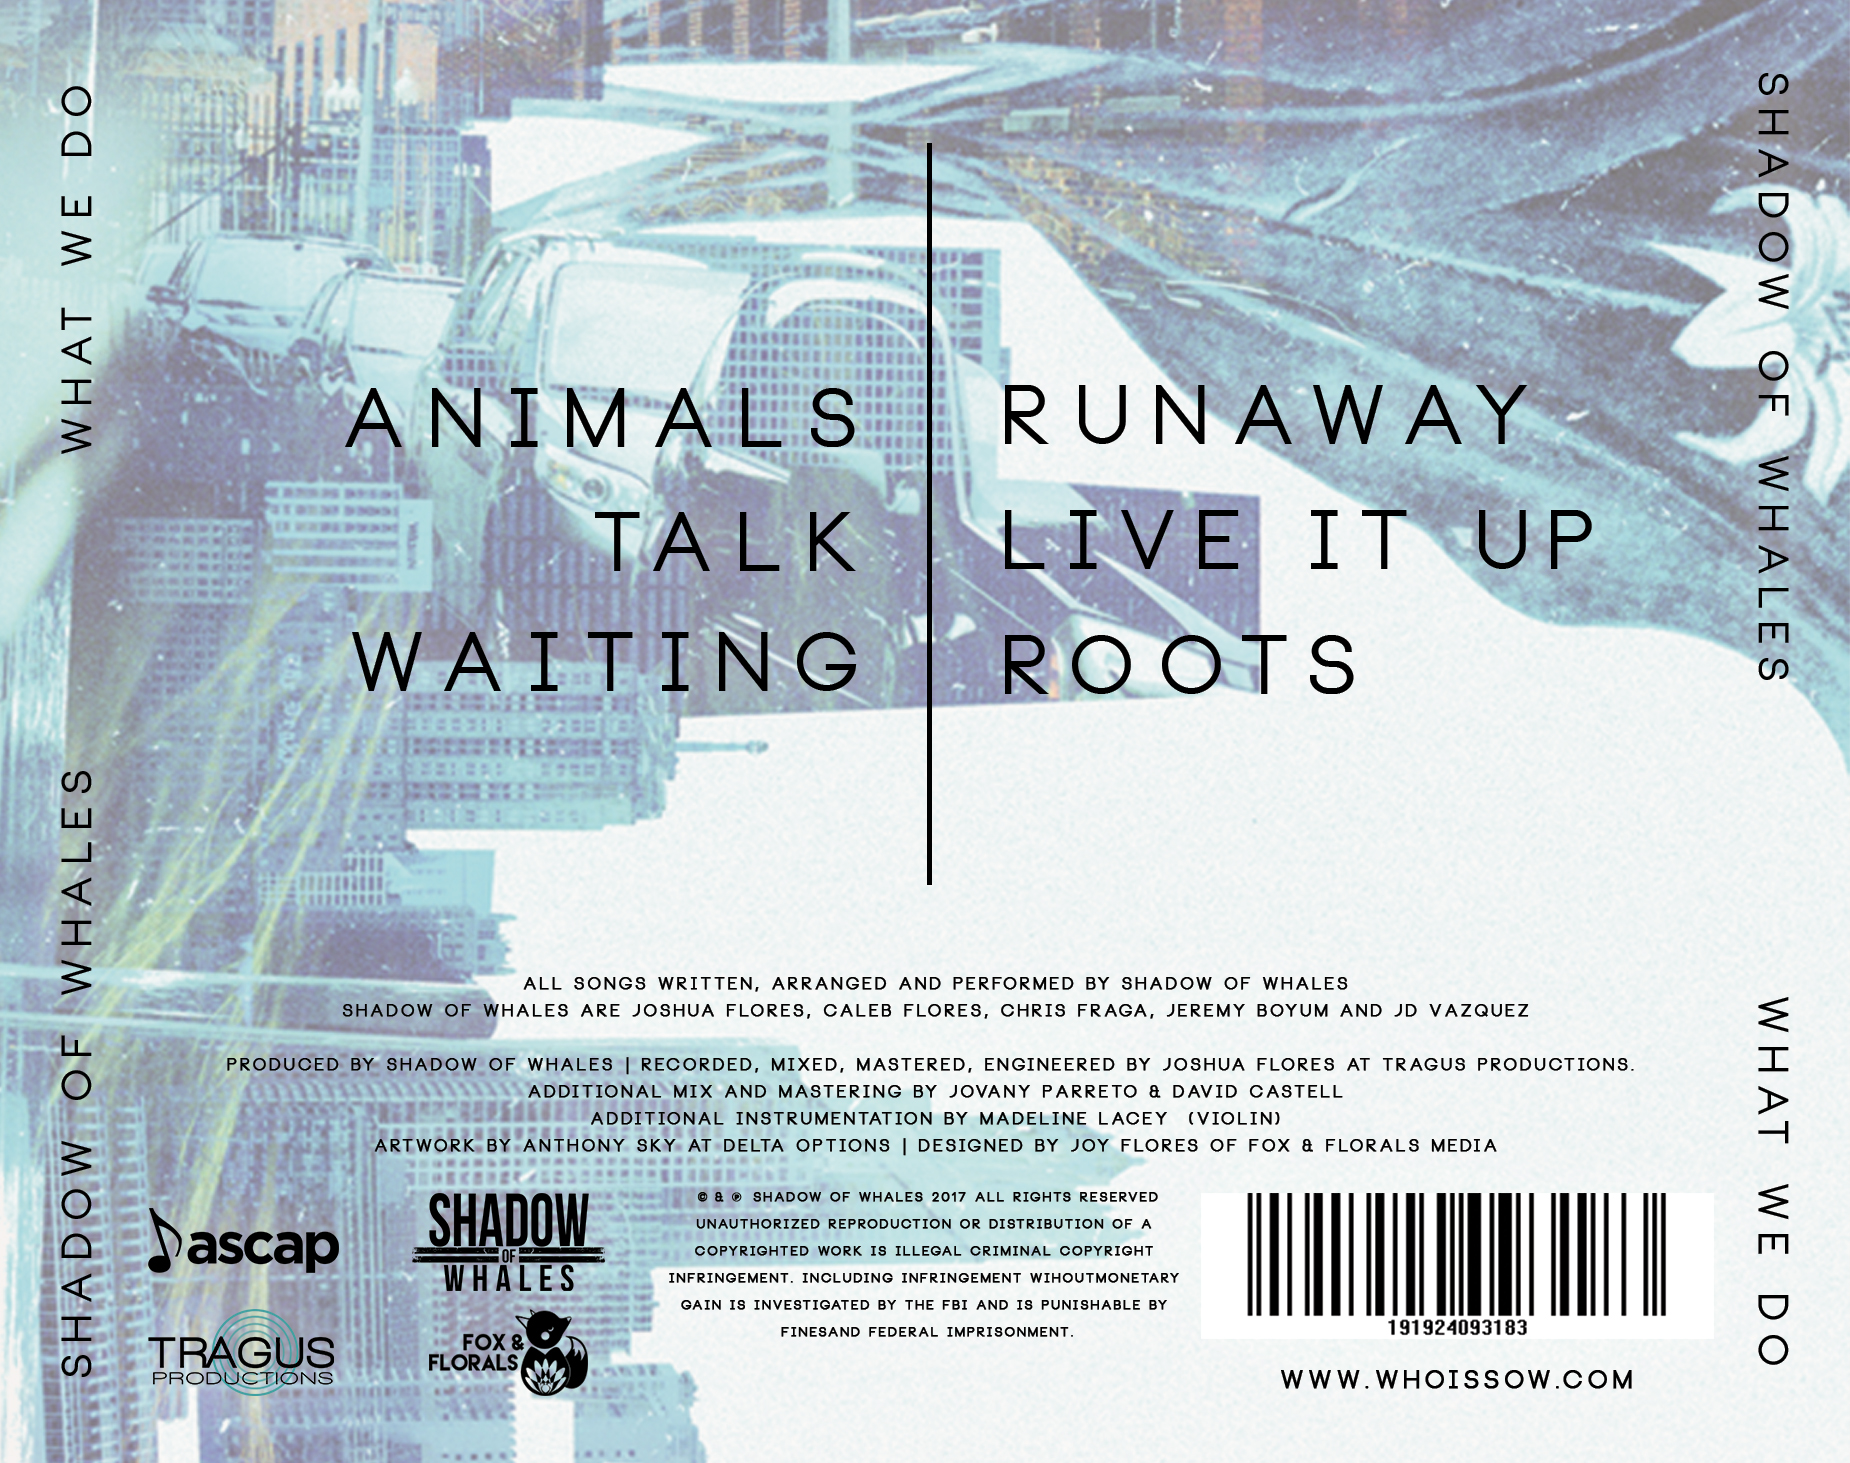 WHAT WE DO
SHADOW OF WHALES
ANIMALS
TALK
WAITING
RUNAWAY
LIVE IT UP
ROOTS
SHADOW OF WHALES
WHAT WE DO
ALL SONGS WRITTEN, ARRANGED AND PERFORMED BY SHADOW OF WHALES
SHADOW OF WHALES ARE JOSHUA FLORES, CALEB FLORES, CHRIS FRAGA, JEREMY BOYUM AND JD VAZQUEZ
PRODUCED BY SHADOW OF WHALES | RECORDED, MIXED, MASTERED, ENGINEERED BY JOSHUA FLORES AT TRAGUS PRODUCTIONS.
ADDITIONAL MIX AND MASTERING BY JOVANY PARRETO & DAVID CASTELL
ADDITIONAL INSTRUMENTATION BY MADELINE LACEY (VIOLIN)
ARTWORK BY ANTHONY SKY AT DELTA OPTIONS | DESIGNED BY JOY FLORES OF FOX & FLORALS MEDIA
ascap
TRAGUS
PRODUCTIONS
SHADOW
OF
WHALES
FOX &
FLORALS
© & ℗ SHADOW OF WHALES 2017 ALL RIGHTS RESERVED
UNAUTHORIZED REPRODUCTION OR DISTRIBUTION OF A
COPYRIGHTED WORK IS ILLEGAL CRIMINAL COPYRIGHT
INFRINGEMENT. INCLUDING INFRINGEMENT WIHOUTMONETARY
GAIN IS INVESTIGATED BY THE FBI AND IS PUNISHABLE BY
FINESAND FEDERAL IMPRISONMENT.
191924093183
WWW.WHOISSOW.COM